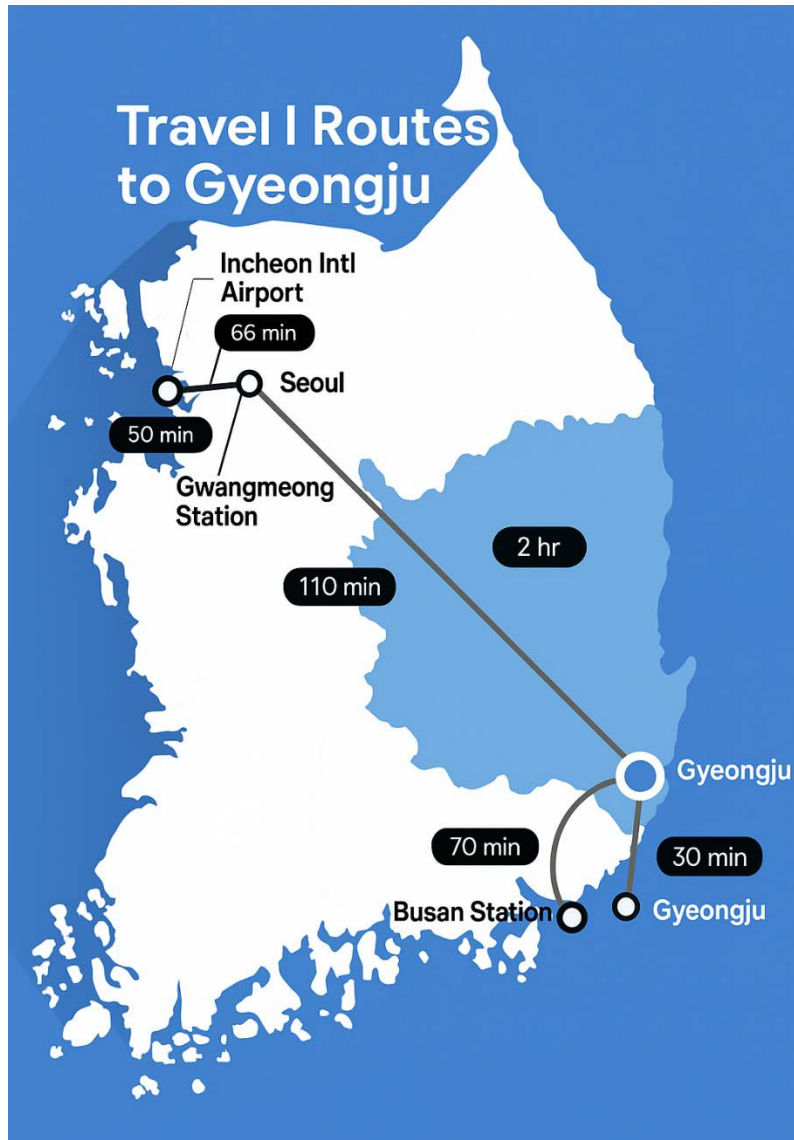 Travel I Routes
to Gyeongju
Incheon Intl
Airport
66 min
Seoul
50 min
Gwangmeong
Station
2 hr
110 min
Gyeongju
70 min
30 min
Busan Station
Gyeongju